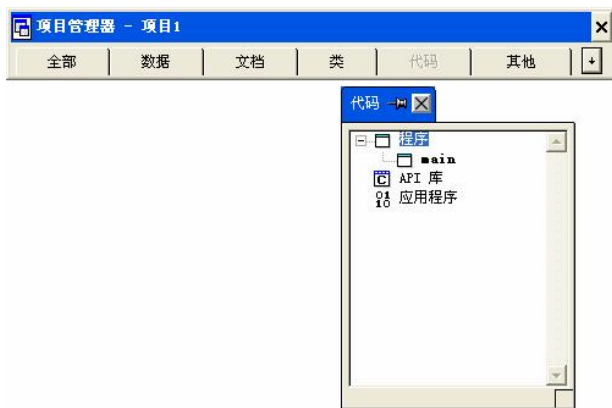 项目管理器 - 项目1
全部 数据 文档 类 代码 其他
代码
程序
main
API 库
应用程序